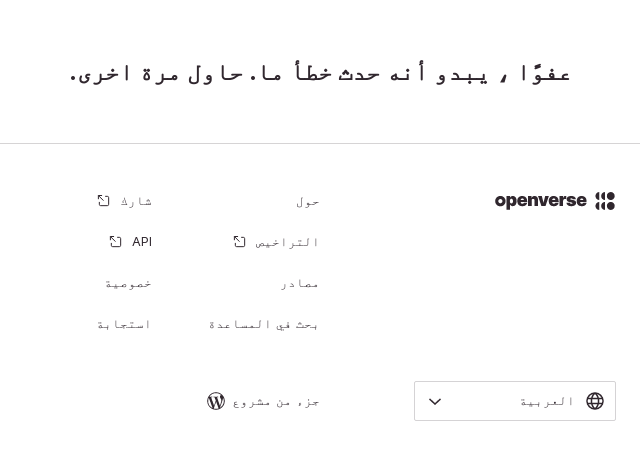 عفوًا ، يبدو أنه حدث خطأ ما. حاول مرة اخرى.
openverse
حول
شارك
التراخيص
API
مصادر
خصوصية
بحث في المساعدة
استجابة
العربية
جزء من مشروع